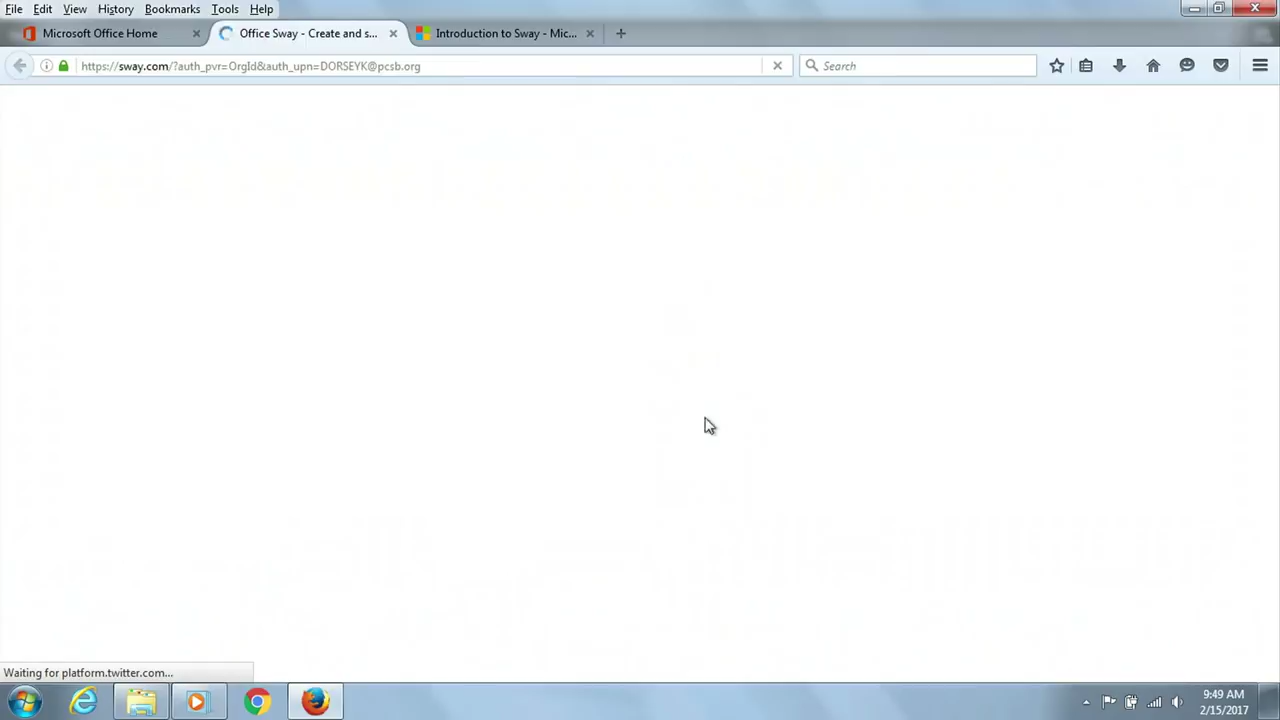 File Edit View History Bookmarks Tools Help
Microsoft Office Home
Office Sway - Create and s...
Introduction to Sway - Mic...
https://sway.com/?auth_pvr=OrgId&auth_upn=DORSEYK@pcsb.org
Search
Waiting for platform.twitter.com...
9:49 AM
2/15/2017